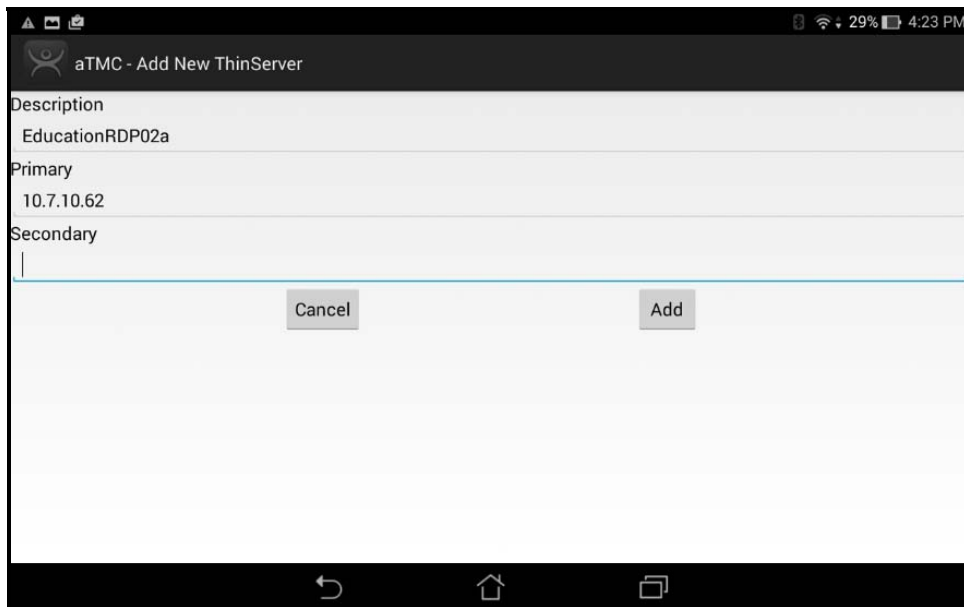 29% 4:23 PM
aTMC - Add New ThinServer
Description
EducationRDP02a
Primary
10.7.10.62
Secondary
Cancel Add